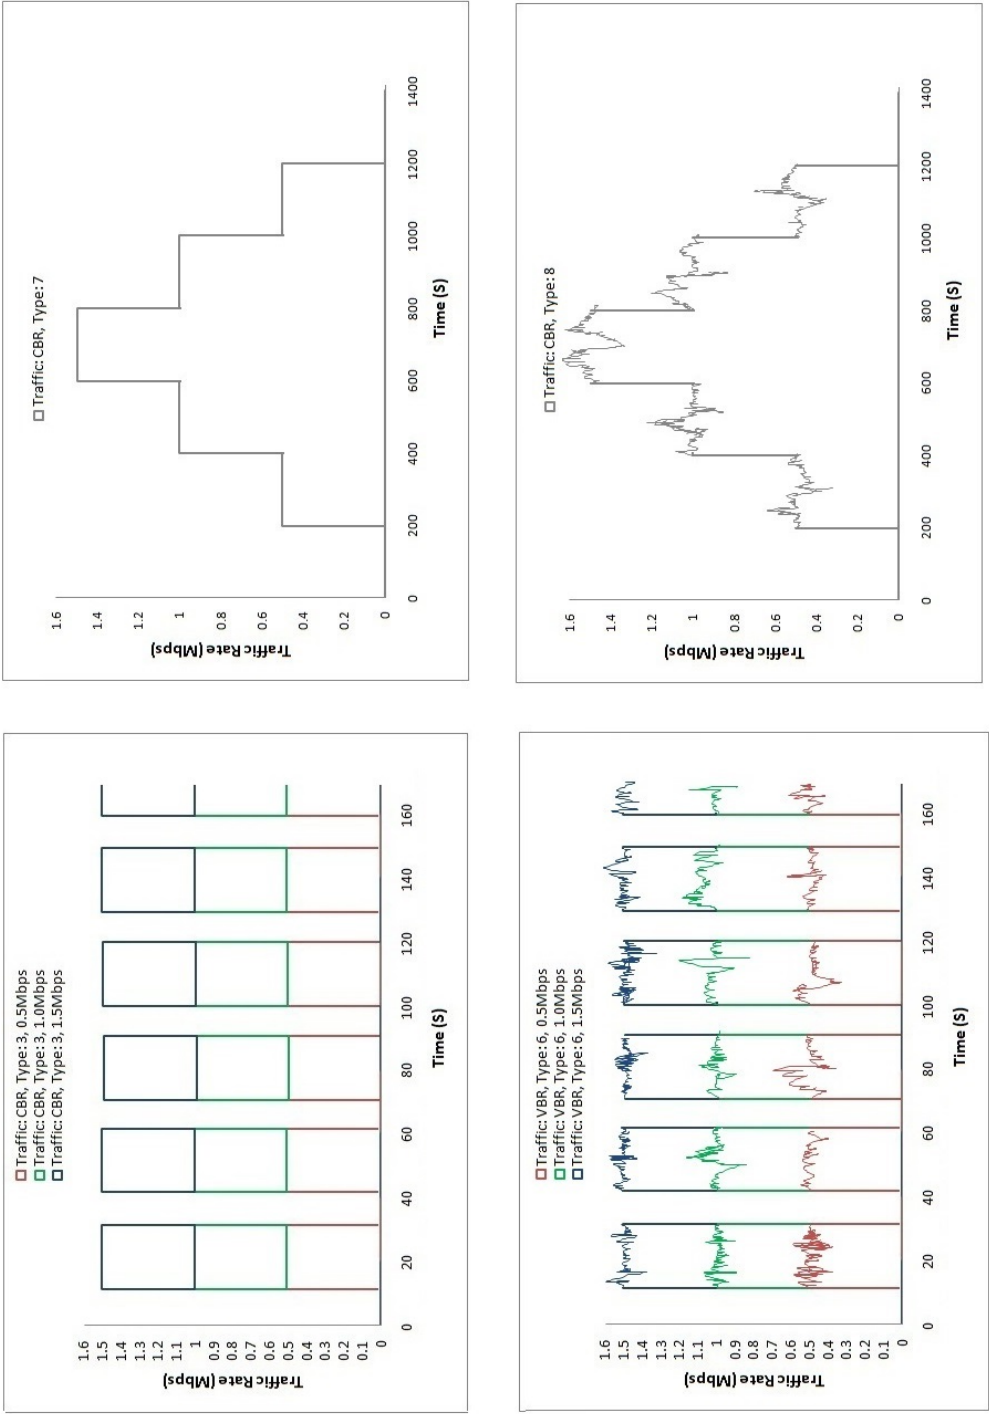 Traffic: CBR, Type: 3, 0.5Mbps
Traffic: CBR, Type: 3, 1.0Mbps
Traffic: CBR, Type: 3, 1.5Mbps
Traffic Rate (Mbps)
1.6
1.5
1.4
1.3
1.2
1.1
1
0.9
0.8
0.7
0.6
0.5
0.4
0.3
0.2
0.1
0
0 20 40 60 80 100 120 140 160
Time (S)
Traffic: CBR, Type: 7
Traffic Rate (Mbps)
1.6
1.4
1.2
1
0.8
0.6
0.4
0.2
0
0 200 400 600 800 1000 1200 1400
Time (S)
Traffic: VBR, Type: 6, 0.5Mbps
Traffic: VBR, Type: 6, 1.0Mbps
Traffic: VBR, Type: 6, 1.5Mbps
Traffic Rate (Mbps)
1.6
1.5
1.4
1.3
1.2
1.1
1
0.9
0.8
0.7
0.6
0.5
0.4
0.3
0.2
0.1
0
0 20 40 60 80 100 120 140 160
Time (S)
Traffic: CBR, Type: 8
Traffic Rate (Mbps)
1.6
1.4
1.2
1
0.8
0.6
0.4
0.2
0
0 200 400 600 800 1000 1200 1400
Time (S)